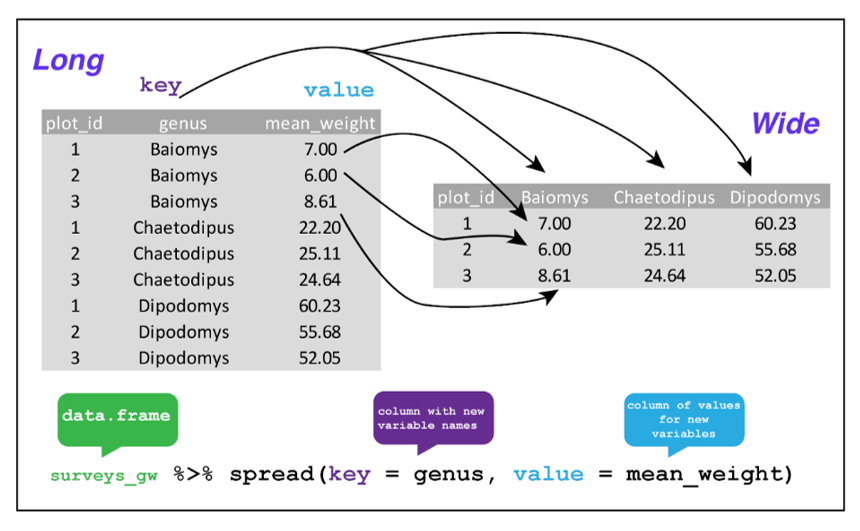 Long
key
value
plot_id genus mean_weight
1 Baiomys 7.00
2 Baiomys 6.00
3 Baiomys 8.61
1 Chaetodipus 22.20
2 Chaetodipus 25.11
3 Chaetodipus 24.64
1 Dipodomys 60.23
2 Dipodomys 55.68
3 Dipodomys 52.05
Wide
plot_id Baiomys Chaetodipus Dipodomys
1 7.00 22.20 60.23
2 6.00 25.11 55.68
3 8.61 24.64 52.05
data.frame
column with new
variable names
column of values
for new
variables
surveys_gw %>% spread(key = genus, value = mean_weight)